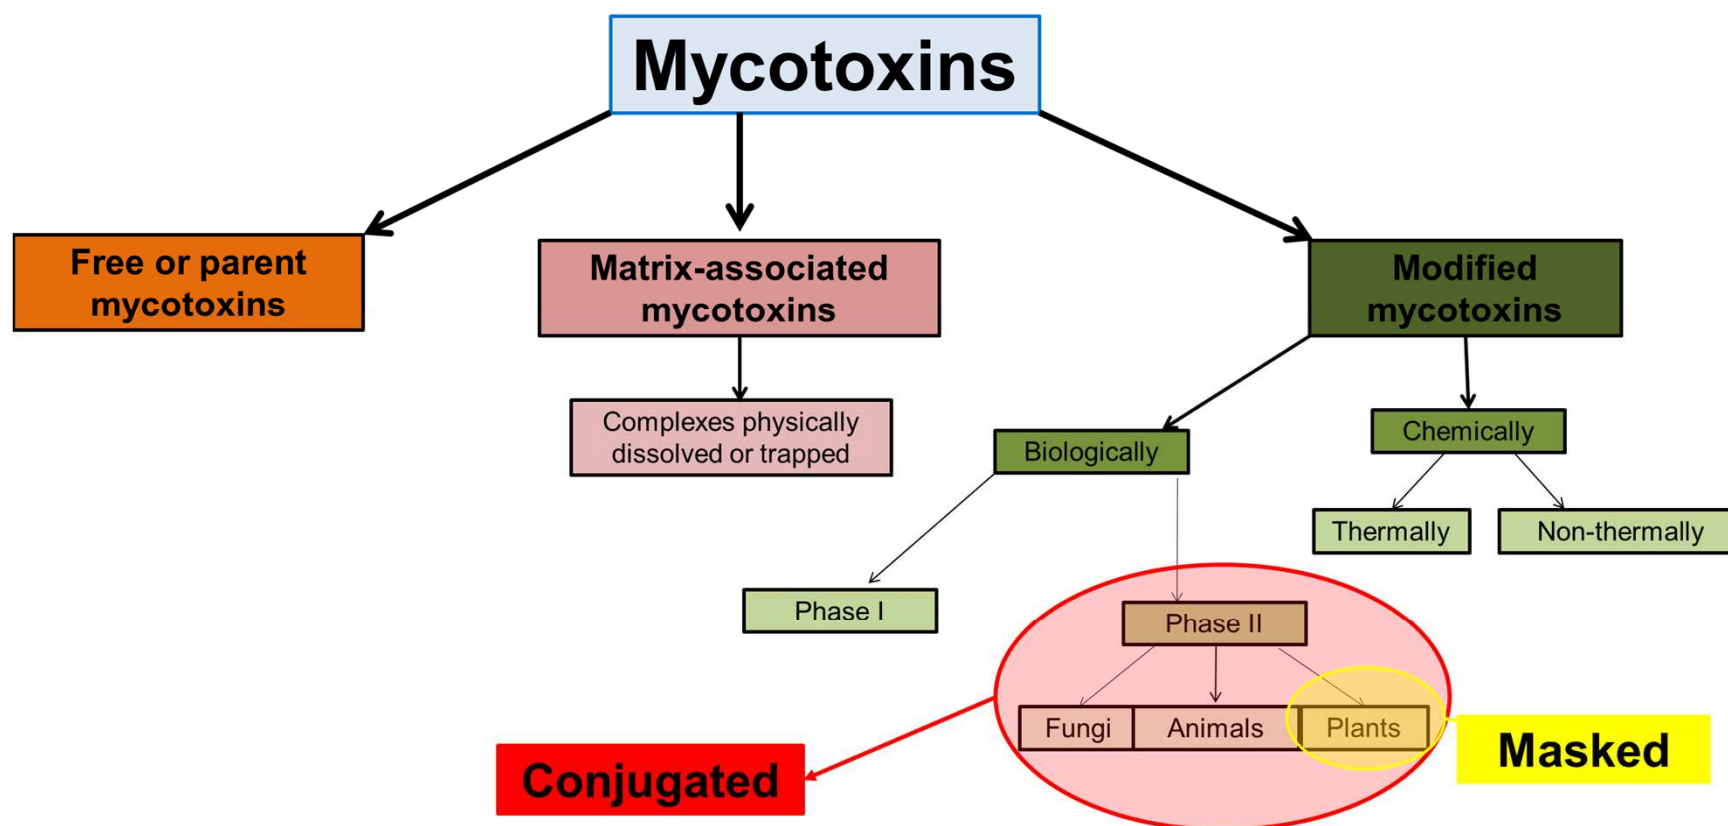 Mycotoxins
Free or parent
mycotoxins
Matrix-associated
mycotoxins
Modified
mycotoxins
Complexes physically
dissolved or trapped
Biologically
Chemically
Thermally
Non-thermally
Phase I
Phase II
Fungi
Animals
Plants
Conjugated
Masked